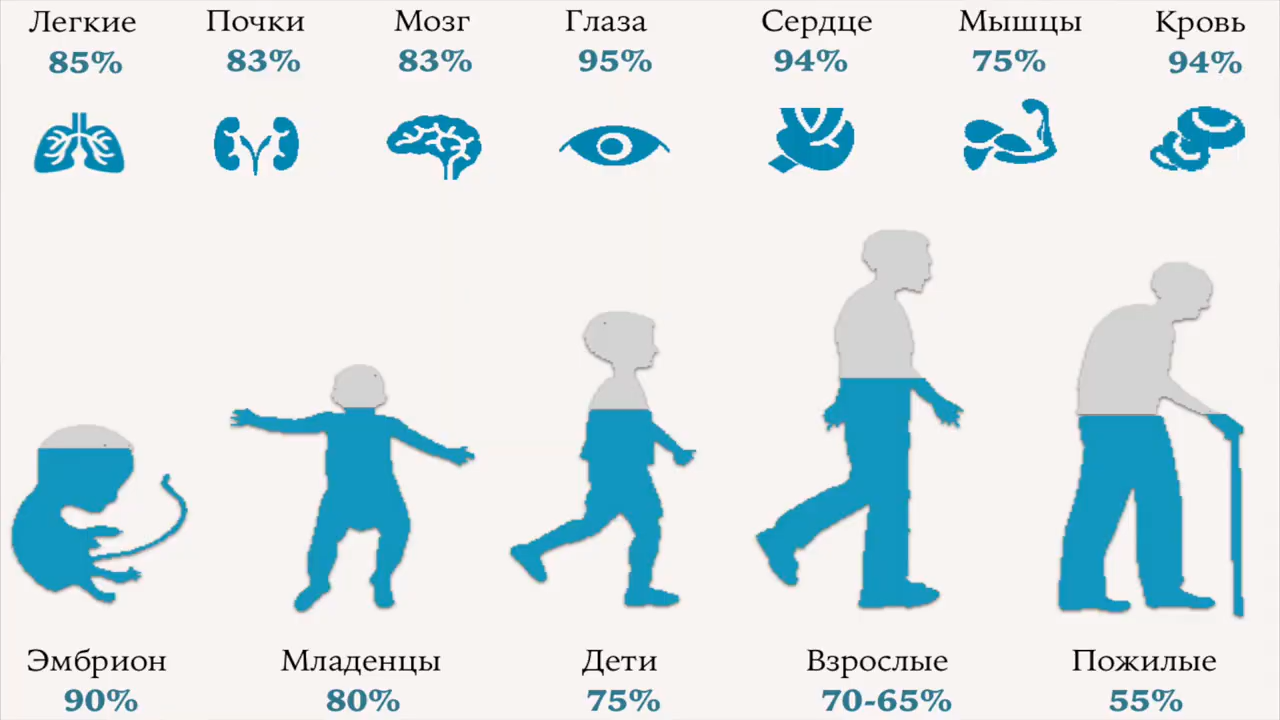 Легкие Почки Мозг Глаза Сердце Мышцы Кровь
85% 83% 83% 95% 94% 75% 94%
Эмбрион Младенцы Дети Взрослые Пожилые
90% 80% 75% 70-65% 55%